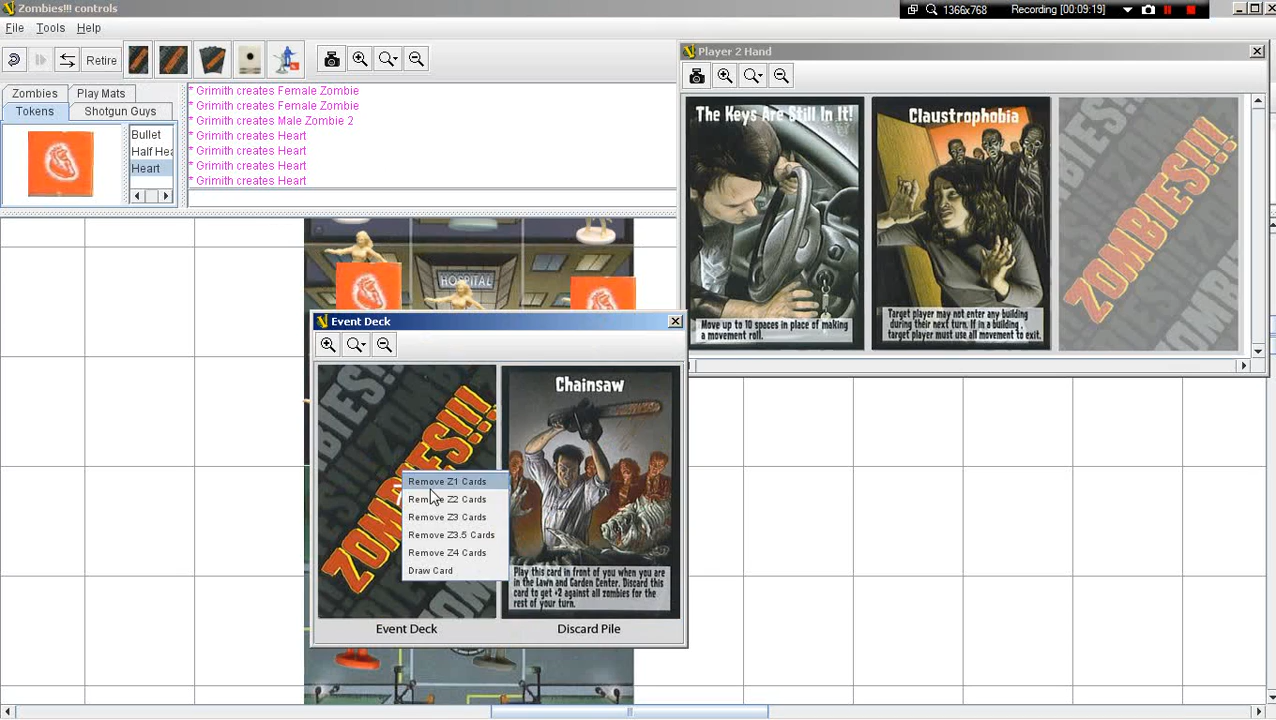 Zombies!!! controls
1366x768
Recording [00:09:19]
File Tools Help
Retire
Player 2 Hand
Zombies Play Mats
Tokens Shotgun Guys
Bullet
Half Hea
Heart
* Grimith creates Female Zombie
* Grimith creates Female Zombie
* Grimith creates Male Zombie 2
* Grimith creates Heart
* Grimith creates Heart
* Grimith creates Heart
* Grimith creates Heart
The Keys Are Still In It!
Move up to 10 spaces in place of making
a movement roll.
Claustrophobia
Target player may not enter any building
during their next turn. If in a building ,
target player must use all movement to exit.
ZOMBIES!!!
HOSPITAL
Event Deck
ZOMBIES!!!
Remove Z1 Cards
Remove Z2 Cards
Remove Z3 Cards
Remove Z3.5 Cards
Remove Z4 Cards
Draw Card
Chainsaw
Play this card in front of you when you are
in the Lawn and Garden Center. Discard this
card to get +2 against all zombies for the
rest of your turn.
Event Deck
Discard Pile